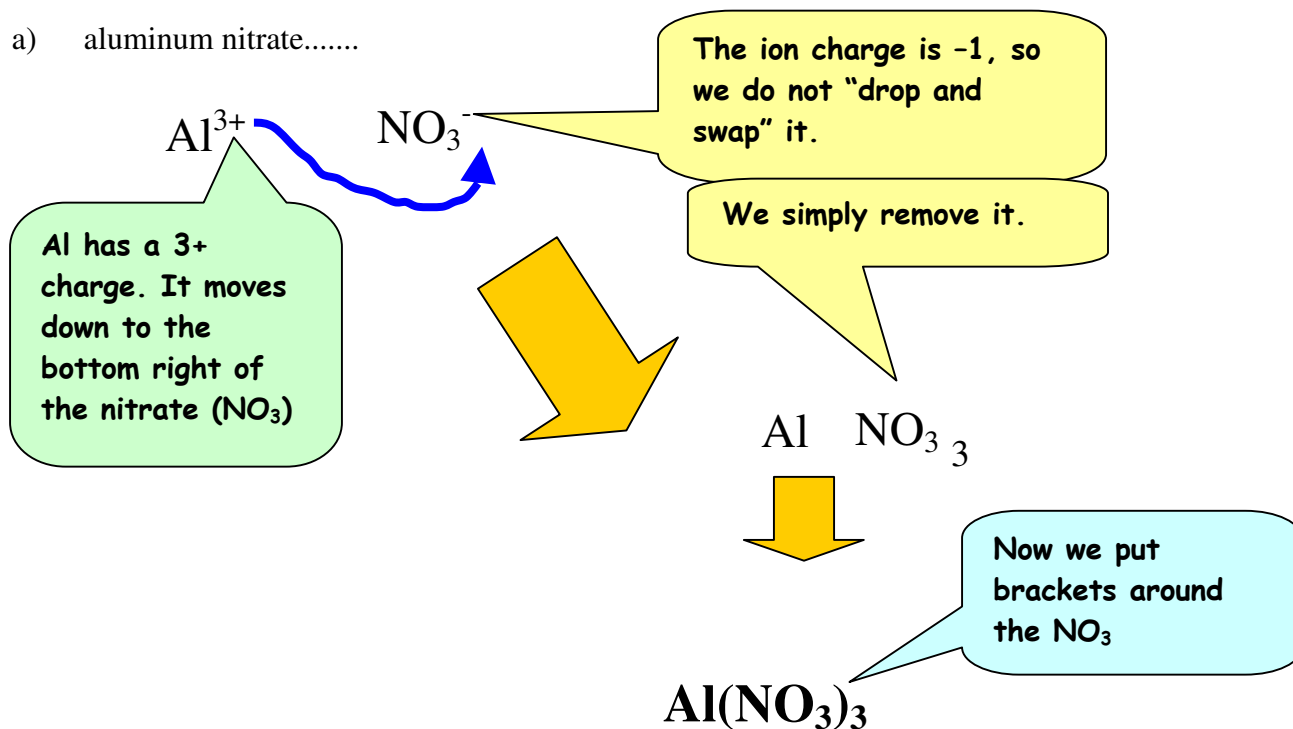 a) aluminum nitrate.......
The ion charge is –1, so
we do not “drop and
swap” it.
Al³⁺ NO₃⁻
We simply remove it.
Al has a 3+
charge. It moves
down to the
bottom right of
the nitrate (NO₃)
Al NO₃ ₃
Now we put
brackets around
the NO₃
Al(NO₃)₃